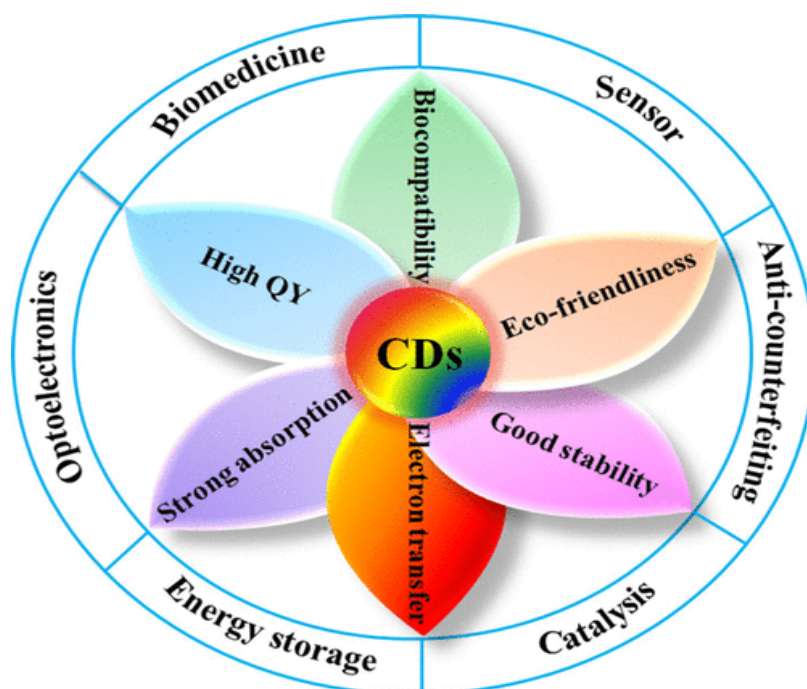 Biomedicine
Sensor
Anti-counterfeiting
Catalysis
Energy storage
Optoelectronics
Biocompatibility
Eco-friendliness
Good stability
Electron transfer
Strong absorption
High QY
CDs